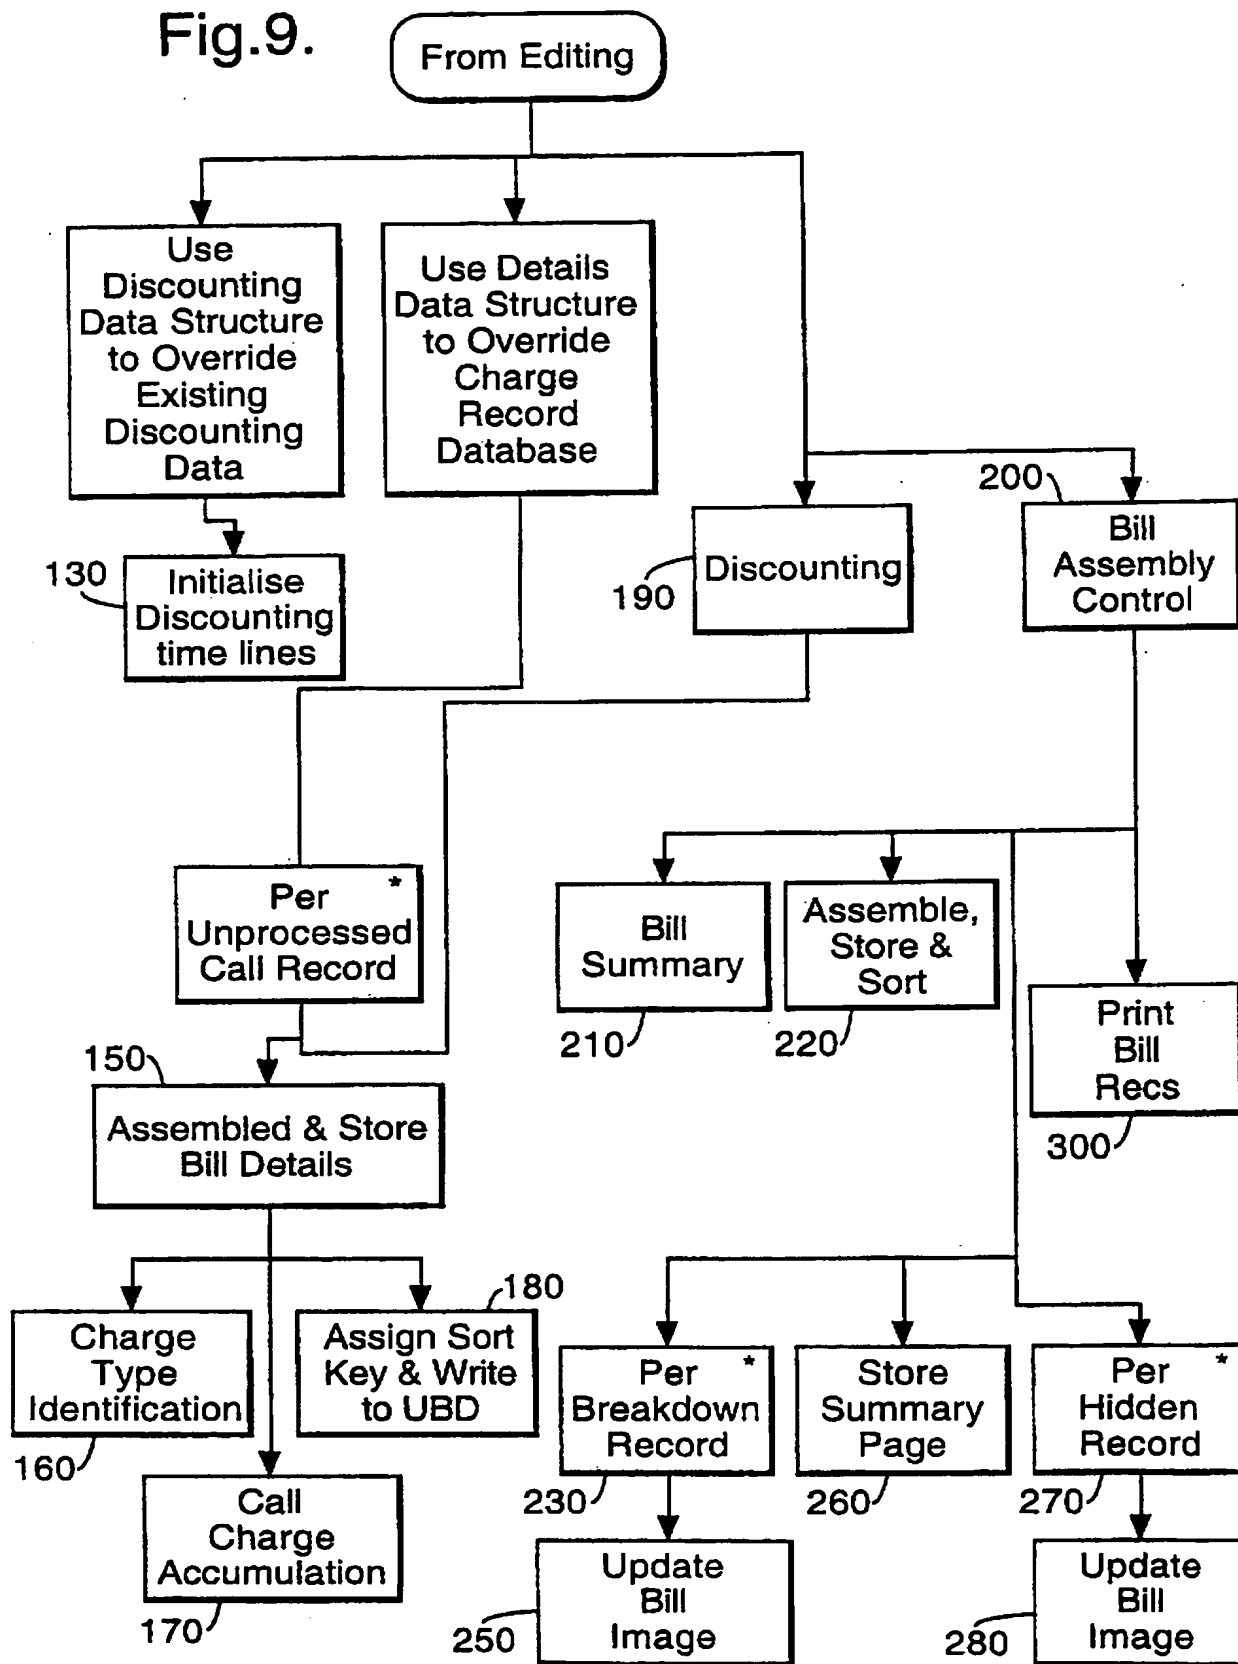 Fig.9.
From Editing
Use
Discounting
Data Structure
to Override
Existing
Discounting
Data
Use Details
Data Structure
to Override
Charge
Record
Database
130
Initialise
Discounting
time lines
190
Discounting
200
Bill
Assembly
Control
Per *
Unprocessed
Call Record
Bill
Summary
210
Assemble,
Store &
Sort
220
Print
Bill
Recs
300
150
Assembled & Store
Bill Details
Charge
Type
Identification
160
180
Assign Sort
Key & Write
to UBD
Call
Charge
Accumulation
170
Per *
Breakdown
Record
230
Store
Summary
Page
260
Per *
Hidden
Record
270
Update
Bill
Image
250
Update
Bill
Image
280